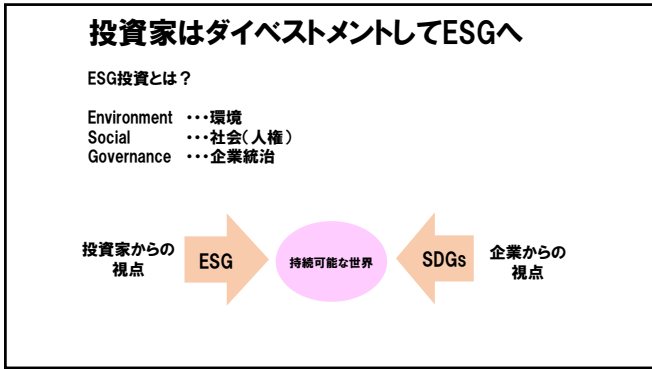 投資家はダイベストメントしてESGへ
ESG投資とは？
Environment ・・・環境
Social ・・・社会（人権）
Governance ・・・企業統治
投資家からの
視点
ESG
持続可能な世界
SDGs
企業からの
視点